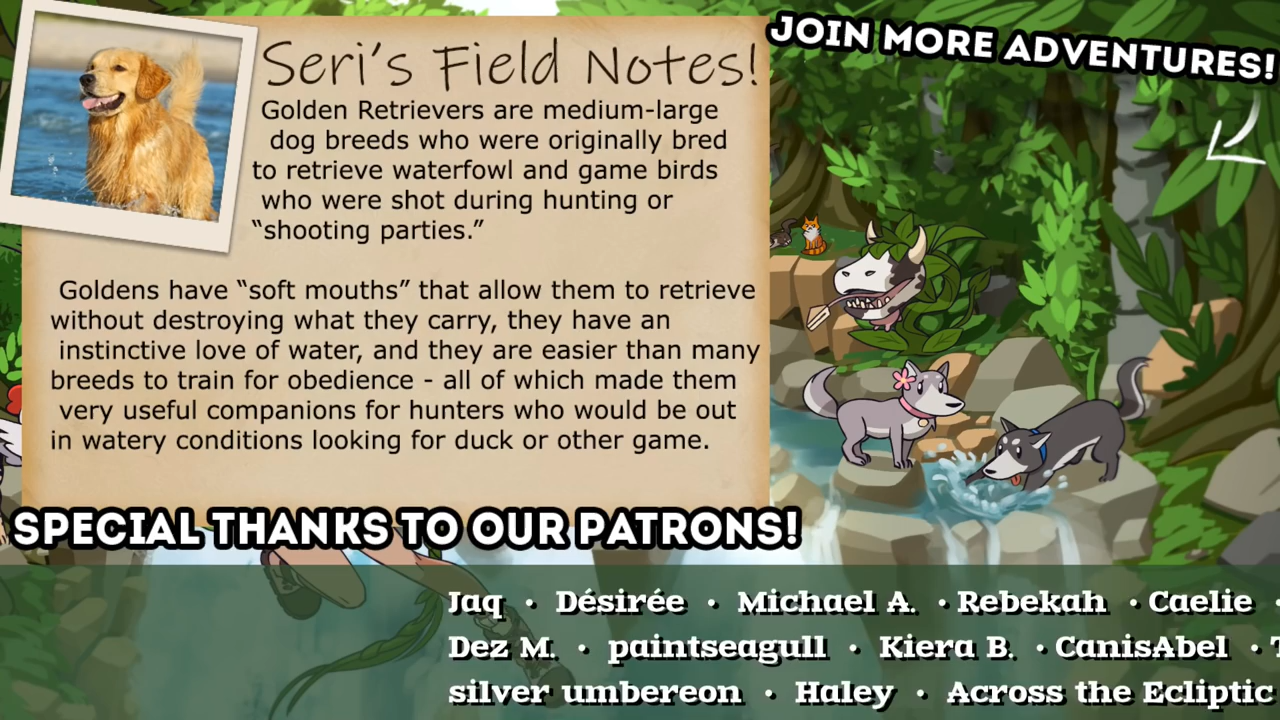 Seri's Field Notes!
Golden Retrievers are medium-large
dog breeds who were originally bred
to retrieve waterfowl and game birds
who were shot during hunting or
“shooting parties.”
Goldens have “soft mouths” that allow them to retrieve
without destroying what they carry, they have an
instinctive love of water, and they are easier than many
breeds to train for obedience - all of which made them
very useful companions for hunters who would be out
in watery conditions looking for duck or other game.
JOIN MORE ADVENTURES!
SPECIAL THANKS TO OUR PATRONS!
Jaq • Désirée • Michael A. • Rebekah • Caelie •
Dez M. • paintseagull • Kiera B. • CanisAbel •
silver umbereon • Haley • Across the Ecliptic